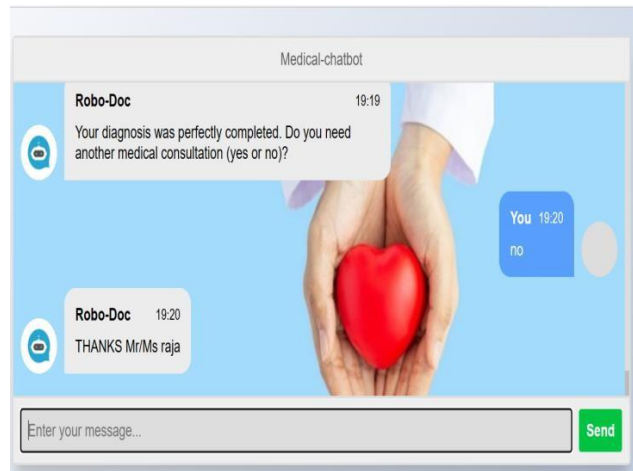 Medical-chatbot
Robo-Doc 19:19
Your diagnosis was perfectly completed. Do you need
another medical consultation (yes or no)?
You 19:20
no
Robo-Doc 19:20
THANKS Mr/Ms raja
Enter your message...
Send